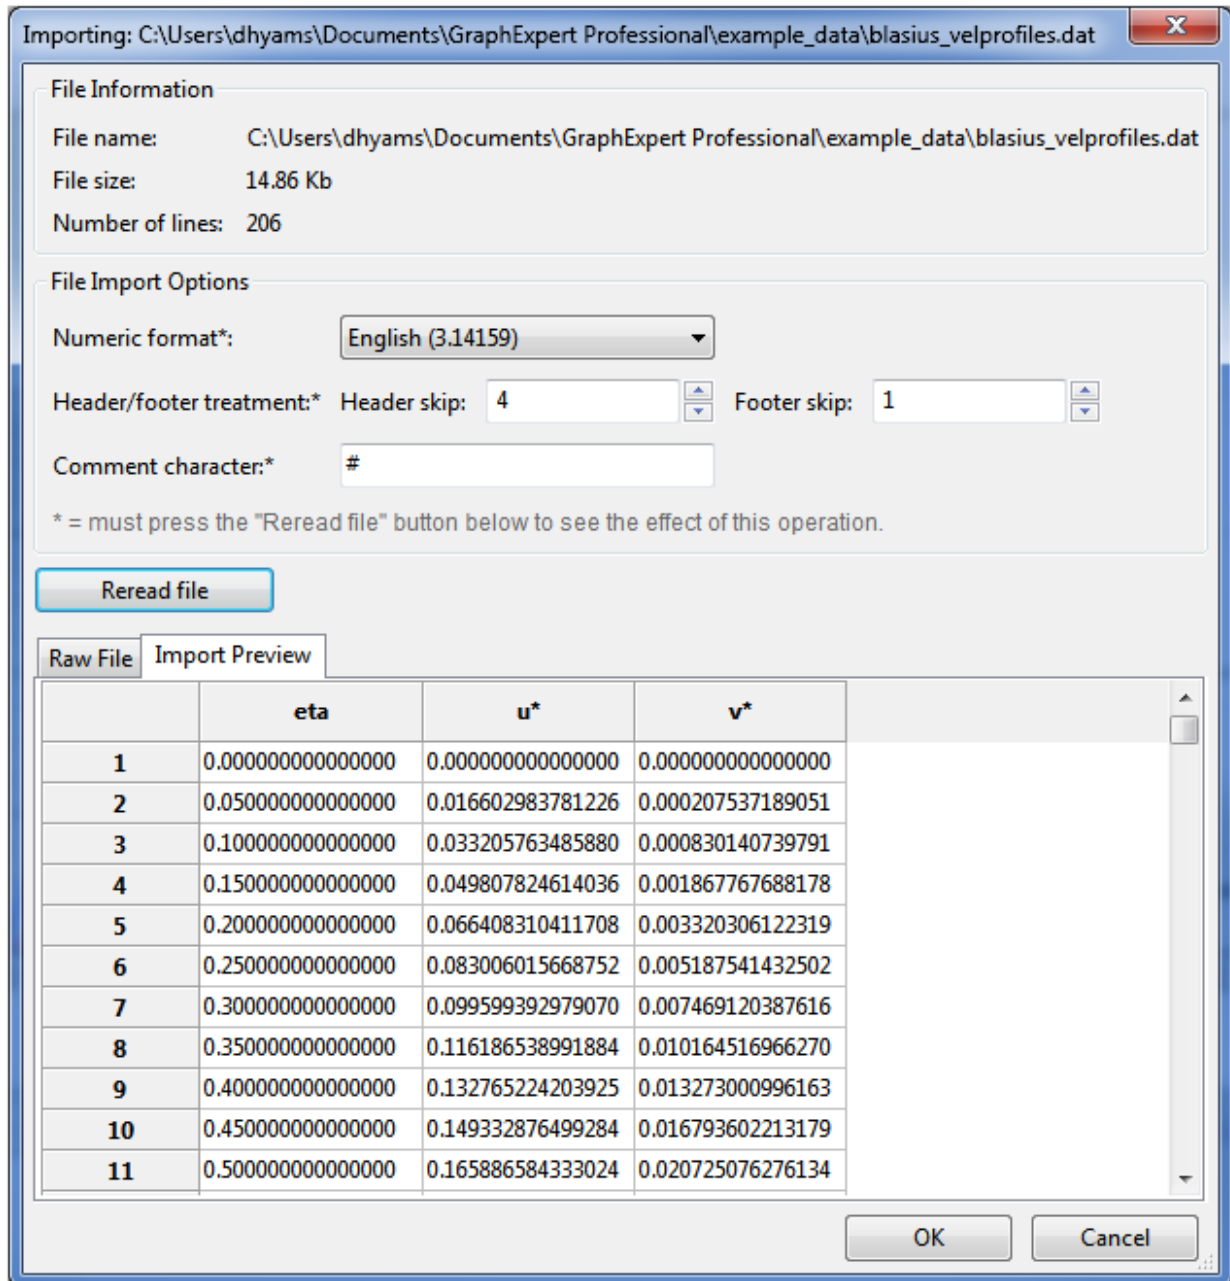 Importing: C:\Users\dhyams\Documents\GraphExpert Professional\example_data\blasius_velprofiles.dat
x
File Information
File name: C:\Users\dhyams\Documents\GraphExpert Professional\example_data\blasius_velprofiles.dat
File size: 14.86 Kb
Number of lines: 206
File Import Options
Numeric format*: English (3.14159)
Header/footer treatment:* Header skip: 4 Footer skip: 1
Comment character:* #
* = must press the "Reread file" button below to see the effect of this operation.
Reread file
Raw File Import Preview
eta u* v*
1 0.000000000000000 0.000000000000000 0.000000000000000
2 0.050000000000000 0.016602983781226 0.000207537189051
3 0.100000000000000 0.033205763485880 0.000830140739791
4 0.150000000000000 0.049807824614036 0.001867767688178
5 0.200000000000000 0.066408310411708 0.003320306122319
6 0.250000000000000 0.083006015668752 0.005187541432502
7 0.300000000000000 0.099599392979070 0.007469120387616
8 0.350000000000000 0.116186538991884 0.010164516966270
9 0.400000000000000 0.132765224203925 0.013273000996163
10 0.450000000000000 0.149332876499284 0.016793602213179
11 0.500000000000000 0.165886584333024 0.020725076276134
OK Cancel